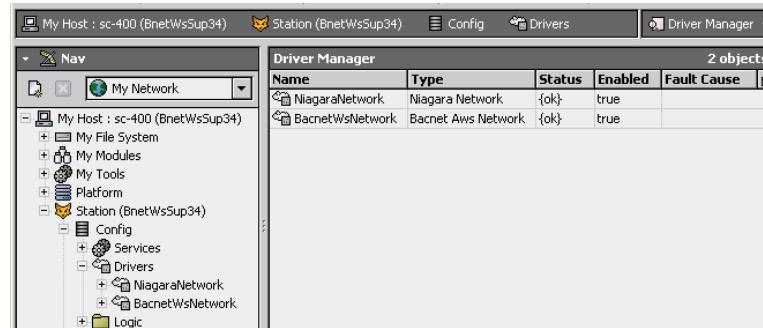 My Host : sc-400 (BnetWsSup34) Station (BnetWsSup34) Config Drivers Driver Manager
Nav
My Network
My Host : sc-400 (BnetWsSup34)
My File System
My Modules
My Tools
Platform
Station (BnetWsSup34)
Config
Services
Drivers
NiagaraNetwork
BacnetWsNetwork
Logic
Driver Manager 2 objects
Name Type Status Enabled Fault Cause
NiagaraNetwork Niagara Network {ok} true
BacnetWsNetwork Bacnet Aws Network {ok} true